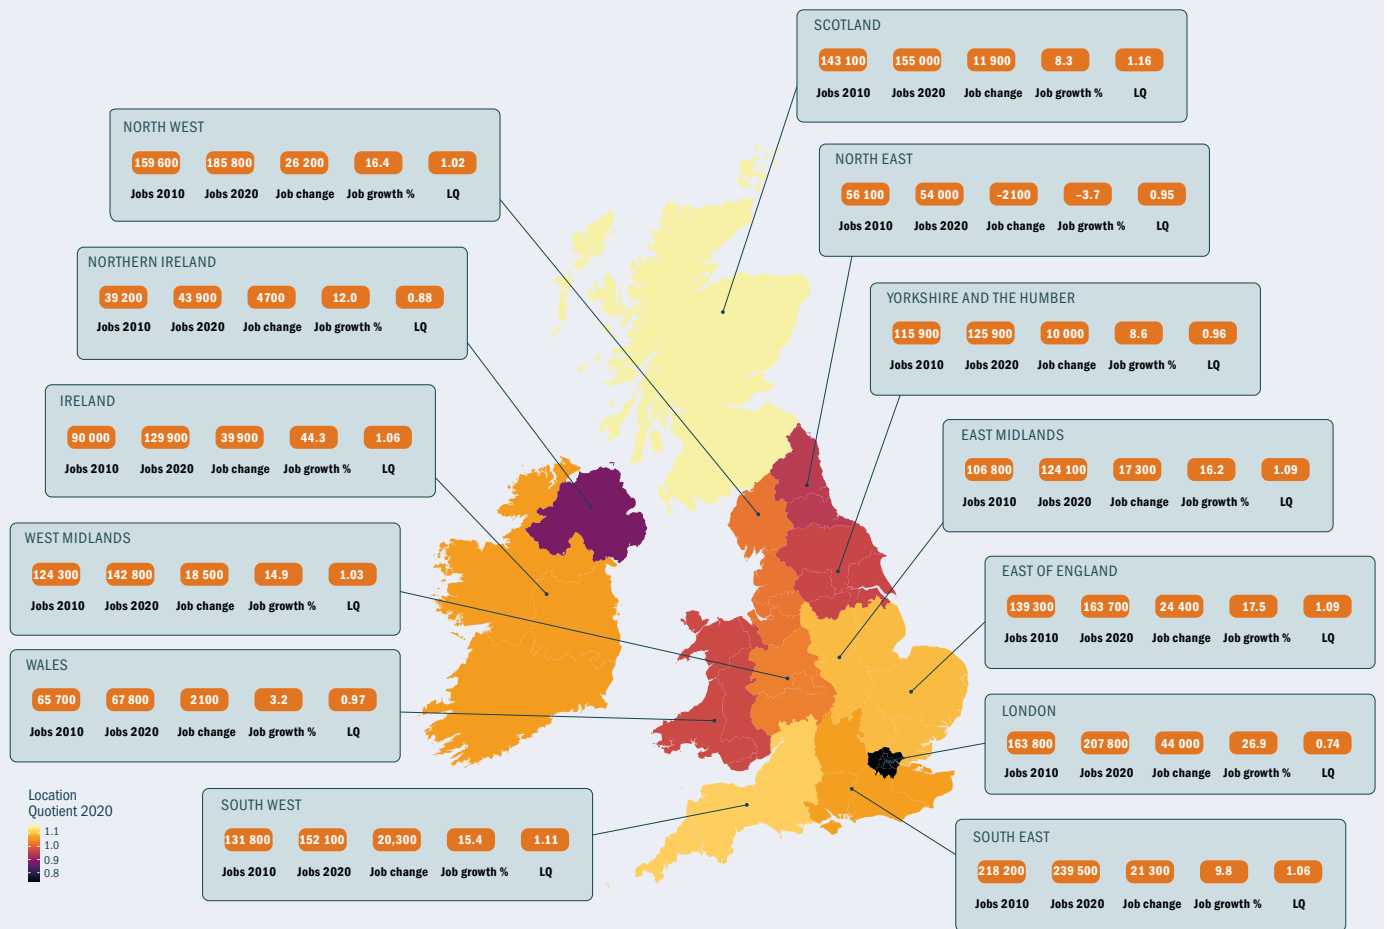 SCOTLAND
143 100 155 000 11 900 8.3 1.16
Jobs 2010 Jobs 2020 Job change Job growth % LQ
NORTH WEST
159 600 185 800 26 200 16.4 1.02
Jobs 2010 Jobs 2020 Job change Job growth % LQ
NORTH EAST
56 100 54 000 –2100 –3.7 0.95
Jobs 2010 Jobs 2020 Job change Job growth % LQ
NORTHERN IRELAND
39 200 43 900 4700 12.0 0.88
Jobs 2010 Jobs 2020 Job change Job growth % LQ
YORKSHIRE AND THE HUMBER
115 900 125 900 10 000 8.6 0.96
Jobs 2010 Jobs 2020 Job change Job growth % LQ
IRELAND
90 000 129 900 39 900 44.3 1.06
Jobs 2010 Jobs 2020 Job change Job growth % LQ
EAST MIDLANDS
106 800 124 100 17 300 16.2 1.09
Jobs 2010 Jobs 2020 Job change Job growth % LQ
WEST MIDLANDS
124 300 142 800 18 500 14.9 1.03
Jobs 2010 Jobs 2020 Job change Job growth % LQ
EAST OF ENGLAND
139 300 163 700 24 400 17.5 1.09
Jobs 2010 Jobs 2020 Job change Job growth % LQ
WALES
65 700 67 800 2100 3.2 0.97
Jobs 2010 Jobs 2020 Job change Job growth % LQ
LONDON
163 800 207 800 44 000 26.9 0.74
Jobs 2010 Jobs 2020 Job change Job growth % LQ
Location
Quotient 2020
1.1
1.0
0.9
0.8
SOUTH WEST
131 800 152 100 20,300 15.4 1.11
Jobs 2010 Jobs 2020 Job change Job growth % LQ
SOUTH EAST
218 200 239 500 21 300 9.8 1.06
Jobs 2010 Jobs 2020 Job change Job growth % LQ